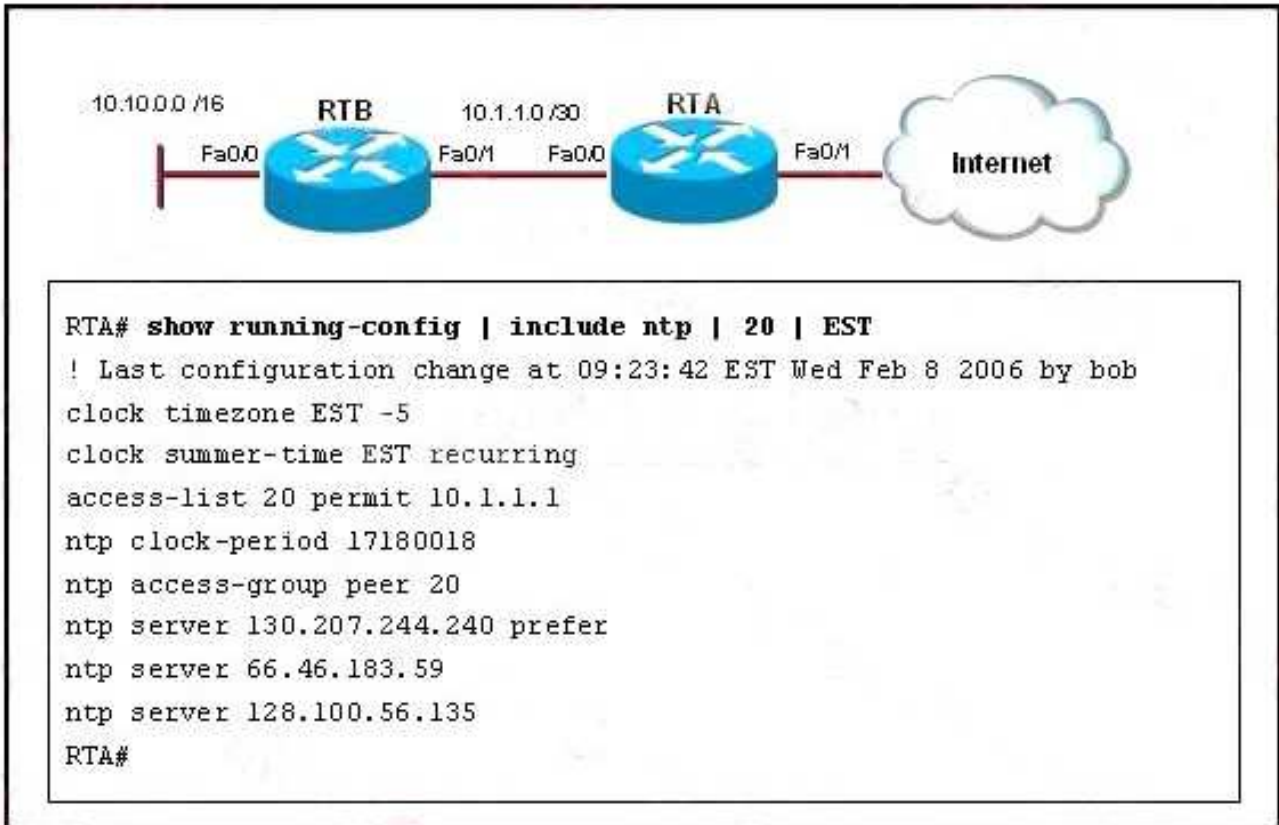 10.10.0.0 /16
RTB
10.1.1.0 /30
RTA
Fa0/0
Fa0/1
Fa0/0
Fa0/1
Internet
RTA# show running-config | include ntp | 20 | EST
! Last configuration change at 09:23:42 EST Wed Feb 8 2006 by bob
clock timezone EST -5
clock summer-time EST recurring
access-list 20 permit 10.1.1.1
ntp clock-period 17180018
ntp access-group peer 20
ntp server 130.207.244.240 prefer
ntp server 66.46.183.59
ntp server 128.100.56.135
RTA#